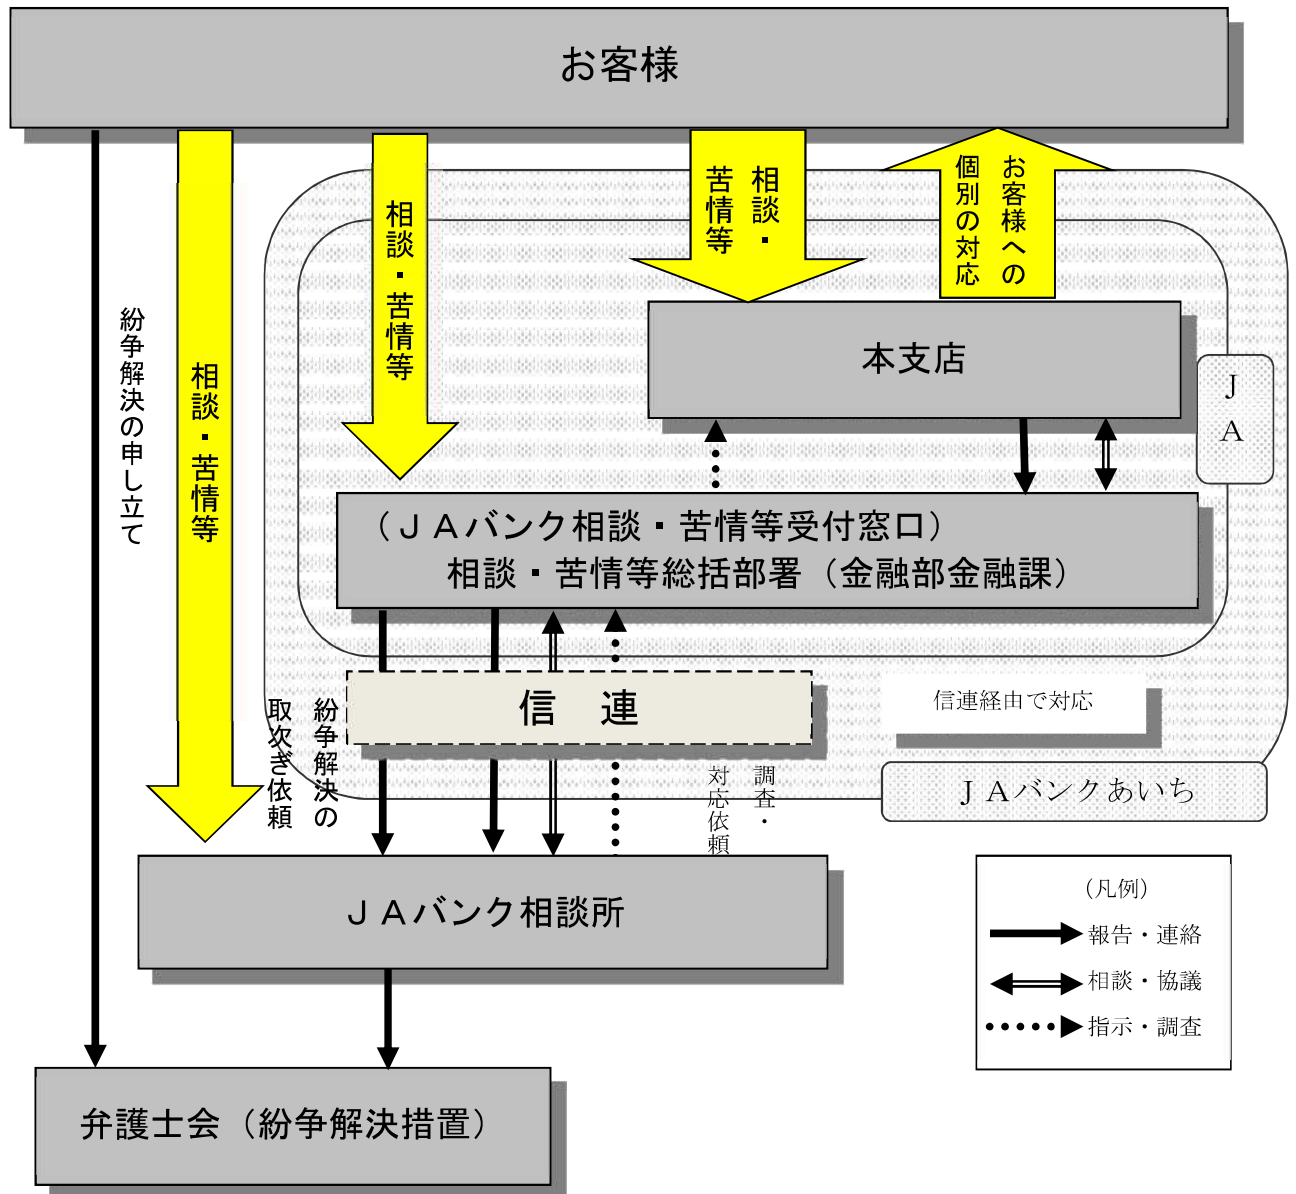 お客様
紛争解決の申し立て
相談・苦情等
相談・苦情等
相談・
苦情等
お客様への
個別の対応
本支店
ＪＡ
（ＪＡバンク相談・苦情等受付窓口）
相談・苦情等総括部署（金融部金融課）
信　連
信連経由で対応
紛争解決の
取次ぎ依頼
調査・
対応依頼
ＪＡバンクあいち
ＪＡバンク相談所
（凡例）
報告・連絡
相談・協議
指示・調査
弁護士会（紛争解決措置）